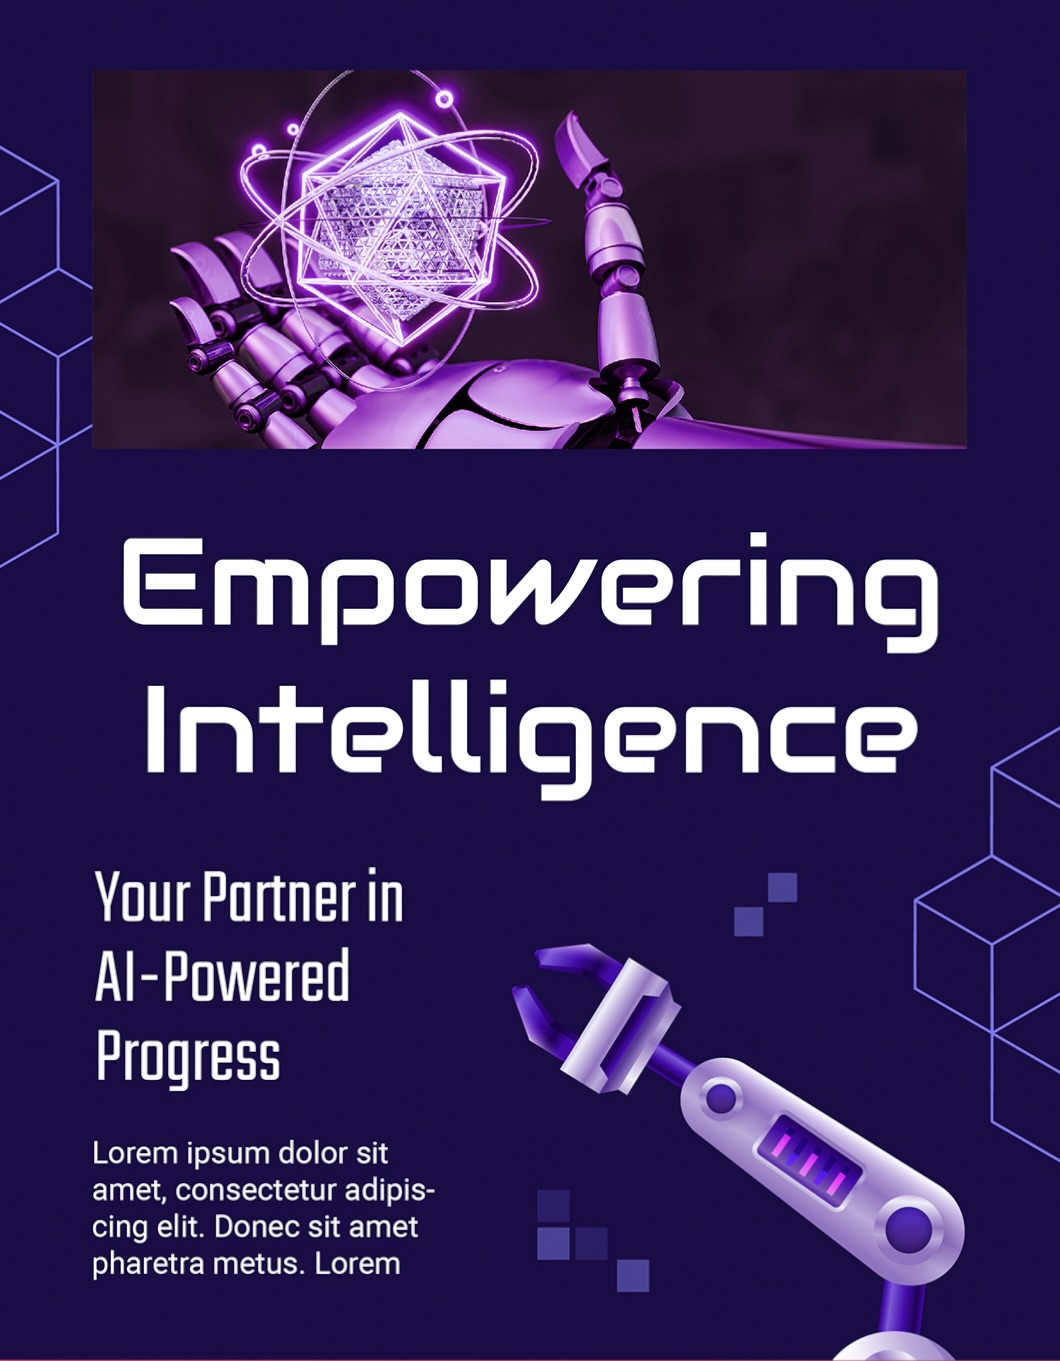 Empowering
Intelligence
Your Partner in
AI-Powered
Progress
Lorem ipsum dolor sit
amet, consectetur adipis-
cing elit. Donec sit amet
pharetra metus. Lorem